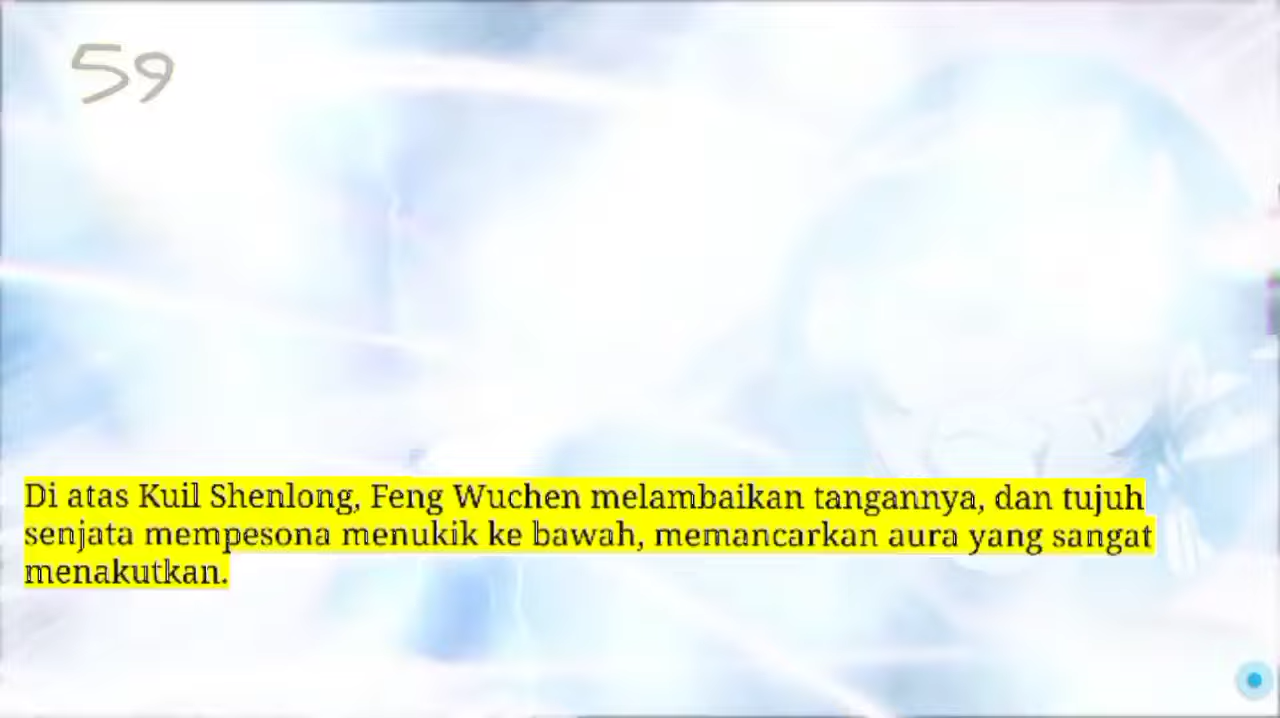 59
Di atas Kuil Shenlong, Feng Wuchen melambaikan tangannya, dan tujuh
senjata mempesona menukik ke bawah, memancarkan aura yang sangat
menakutkan.